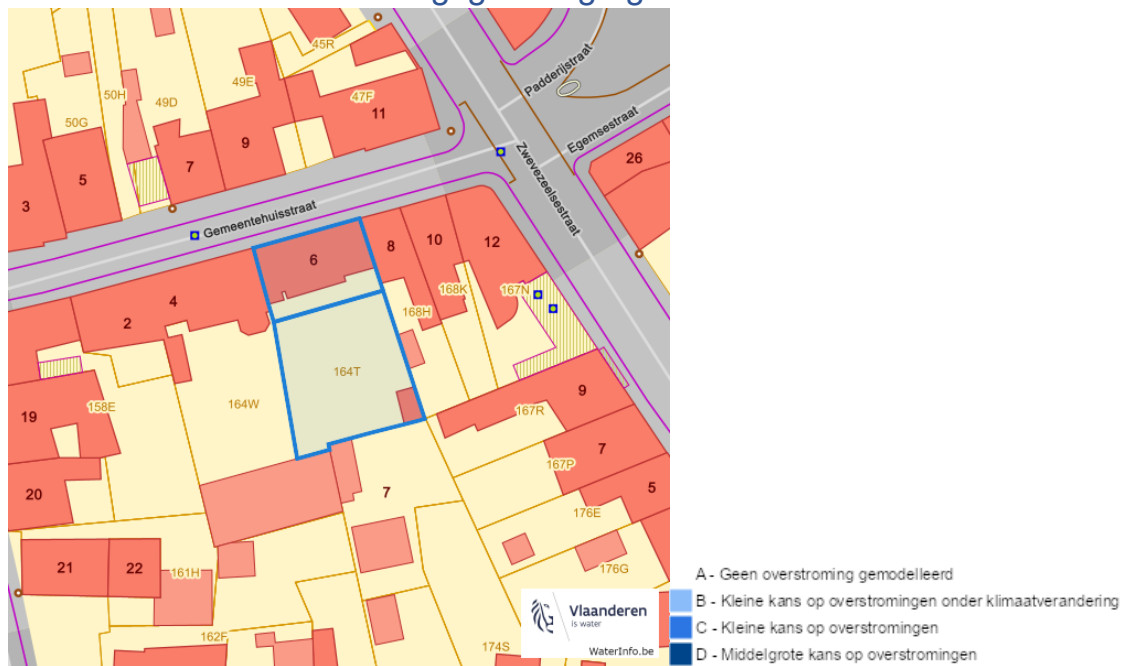 45R
Padderijstraat
49E
50H
49D
47F
50G
11
9
Egemsestraat
7
5
26
Zwevezeelsestraat
3
Gemeentehuisstraat
8
10
12
6
4
168K
167N
2
168H
164T
9
158E
164W
167R
19
7
167P
20
7
5
176E
21
22
161H
176G
162F
174S
Vlaanderen
is water
WaterInfo.be
A - Geen overstroming gemodelleerd
B - Kleine kans op overstromingen onder klimaatverandering
C - Kleine kans op overstromingen
D - Middelgrote kans op overstromingen